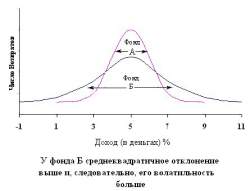 Число Возвратов
Фонд
А
Фонд
Б
-1 1 3 5 7 9 11
Доход (в деньгах) %
У фонда Б среднеквадратичное отклонение
выше и, следовательно, его волатильность
больше